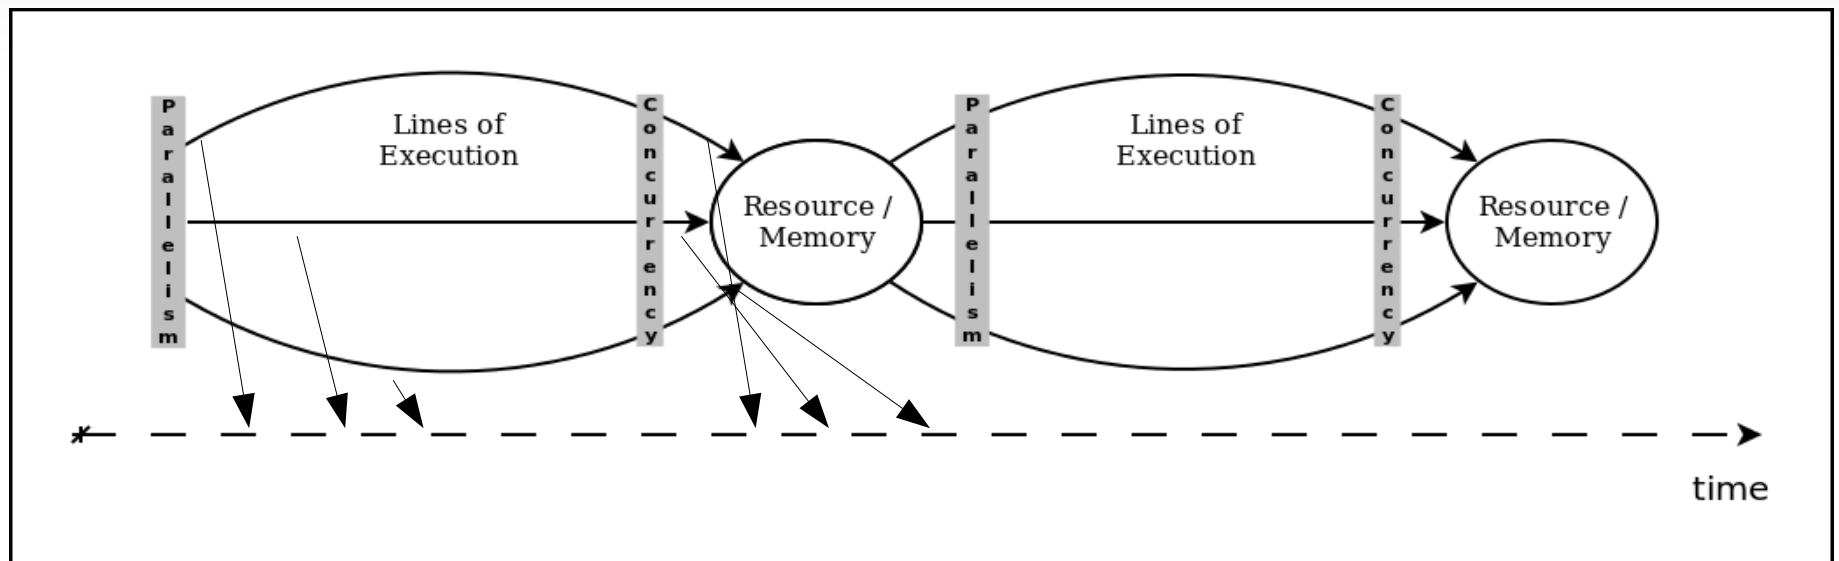 Parallelism
Lines of
Execution
Concurrency
Resource /
Memory
Parallelism
Lines of
Execution
Concurrency
Resource /
Memory
time